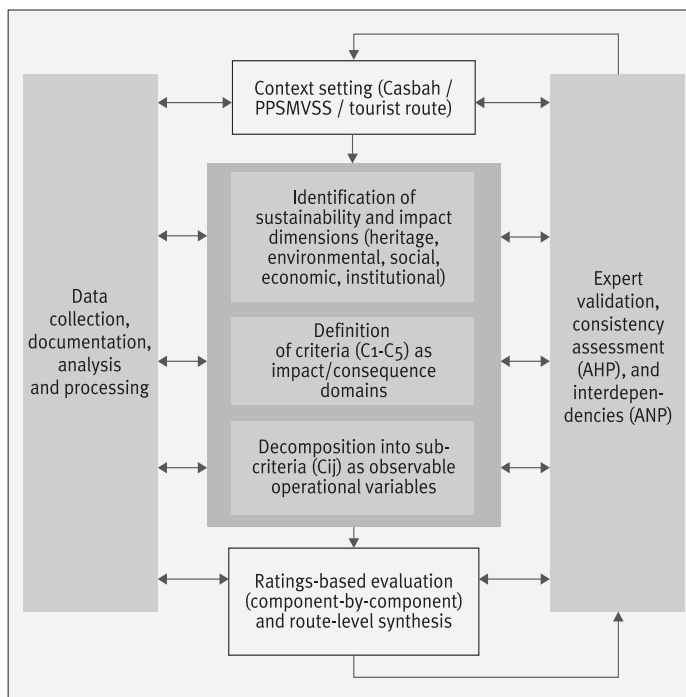 Context setting (Casbah /
PPSMVSS / tourist route)
Identification of
sustainability and impact
dimensions (heritage,
environmental, social,
economic, institutional)
Data
collection,
documentation,
analysis
and processing
Definition
of criteria (C1-C5) as
impact/consequence
domains
Expert
validation,
consistency
assessment
(AHP), and
interdepen-
dencies (ANP)
Decomposition into sub-
criteria (Cij) as observable
operational variables
Ratings-based evaluation
(component-by-component)
and route-level synthesis